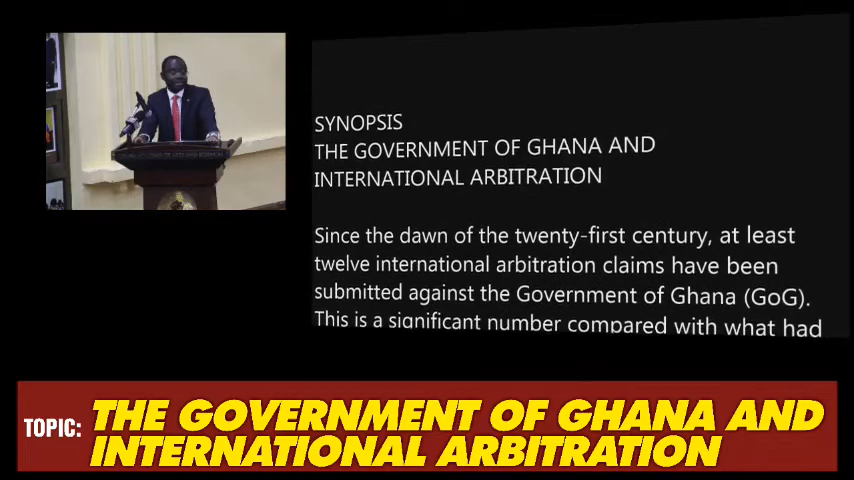 SYNOPSIS
THE GOVERNMENT OF GHANA AND
INTERNATIONAL ARBITRATION
Since the dawn of the twenty-first century, at least
twelve international arbitration claims have been
submitted against the Government of Ghana (GoG).
This is a significant number compared with what had
TOPIC: THE GOVERNMENT OF GHANA AND
INTERNATIONAL ARBITRATION